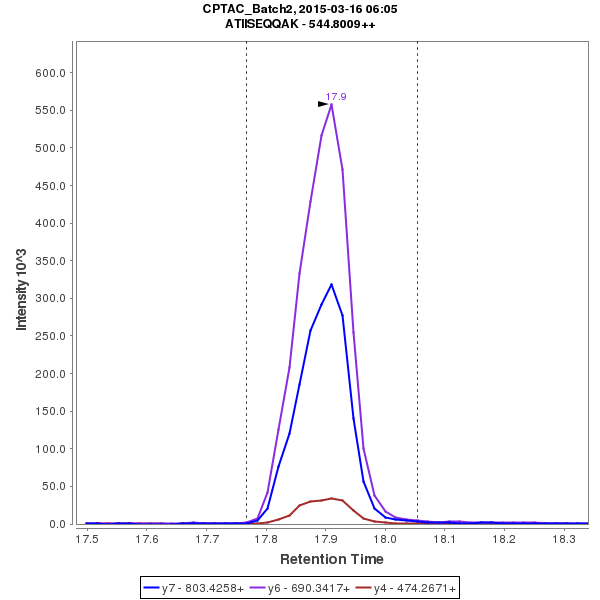 CPTAC_Batch2, 2015-03-16 06:05
ATIISEQQAK - 544.8009++
17.9
600.0
550.0
500.0
450.0
400.0
350.0
300.0
250.0
200.0
150.0
100.0
50.0
0.0
Intensity 10^3
17.5 17.6 17.7 17.8 17.9 18.0 18.1 18.2 18.3
Retention Time
y7 - 803.4258+ y6 - 690.3417+ y4 - 474.2671+